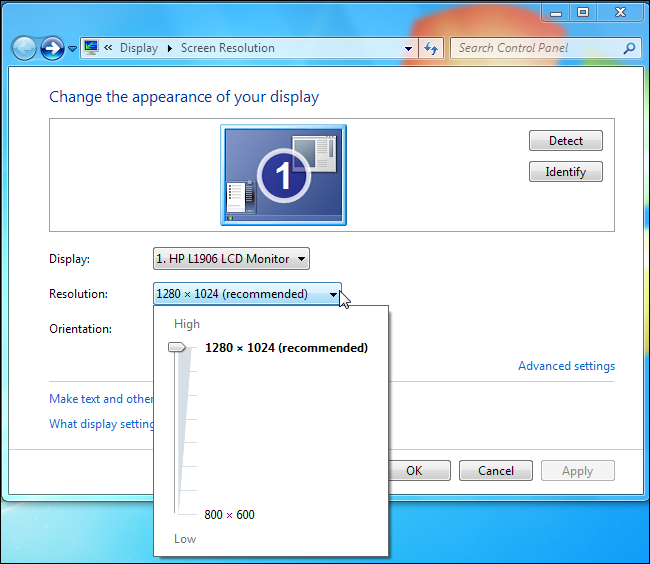 « Display ▸ Screen Resolution
Search Control Panel
Change the appearance of your display
1
Detect
Identify
Display:
1. HP L1906 LCD Monitor
Resolution:
1280 × 1024 (recommended)
Orientation:
High
1280 × 1024 (recommended)
Advanced settings
Make text and other
What display setting
OK
Cancel
Apply
800 × 600
Low